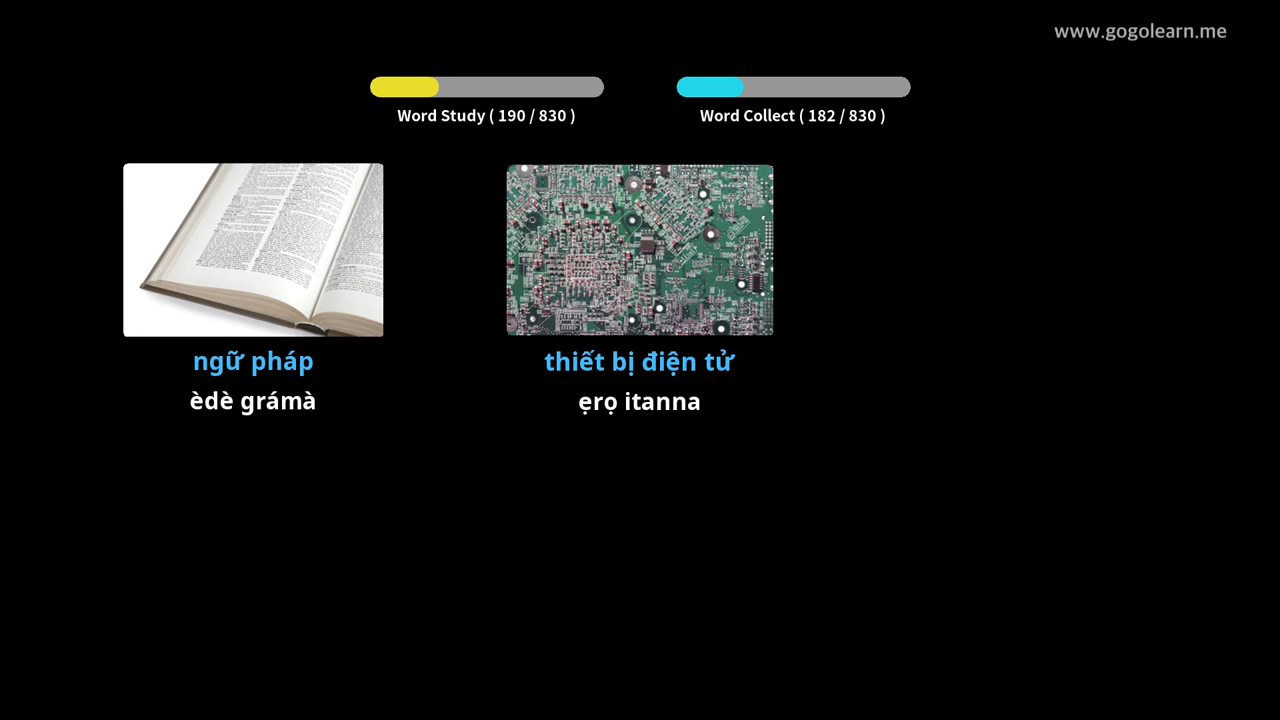 www.gogolearn.me
Word Study ( 190 / 830 )
Word Collect ( 182 / 830 )
ngữ pháp
èdè grámà
thiết bị điện tử
ẹrọ itanna